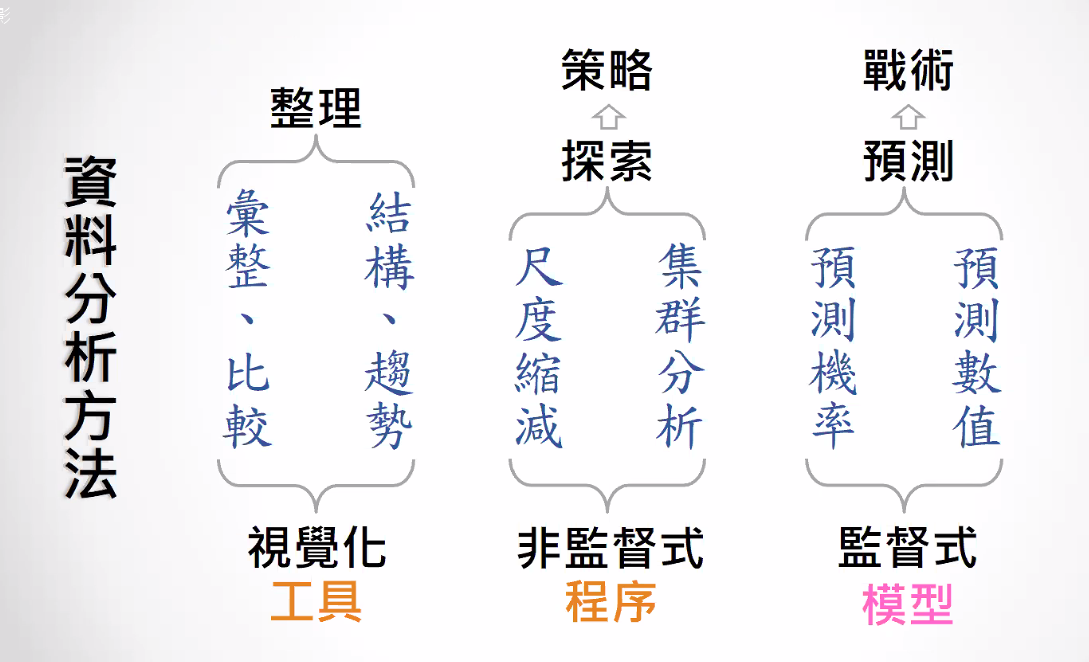 影
資料分析方法
整理
彙整、比較
結構、趨勢
視覺化
工具
策略
探索
尺度縮減
集群分析
非監督式
程序
戰術
預測
預測機率
預測數值
監督式
模型